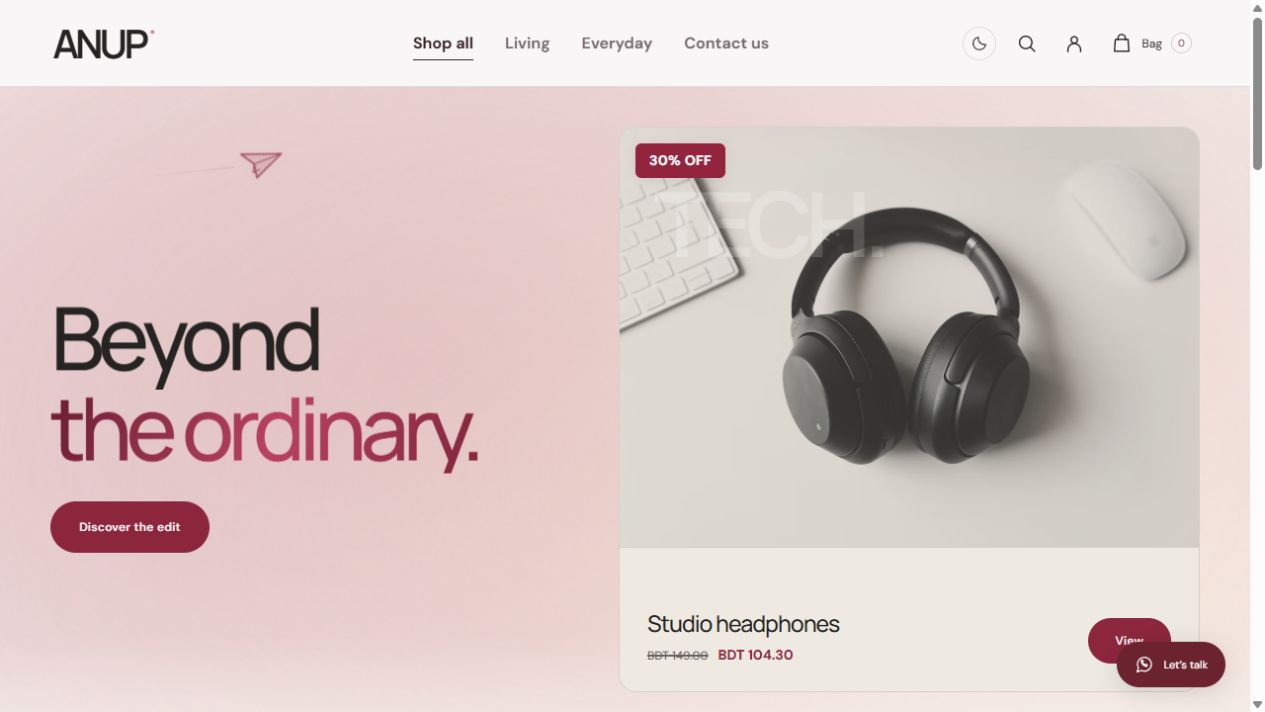 ANUP
Shop all
Living
Everyday
Contact us
Bag
0
30% OFF
TECH.
Beyond
the ordinary.
Discover the edit
Studio headphones
BDT 149.00 BDT 104.30
View
Let's talk